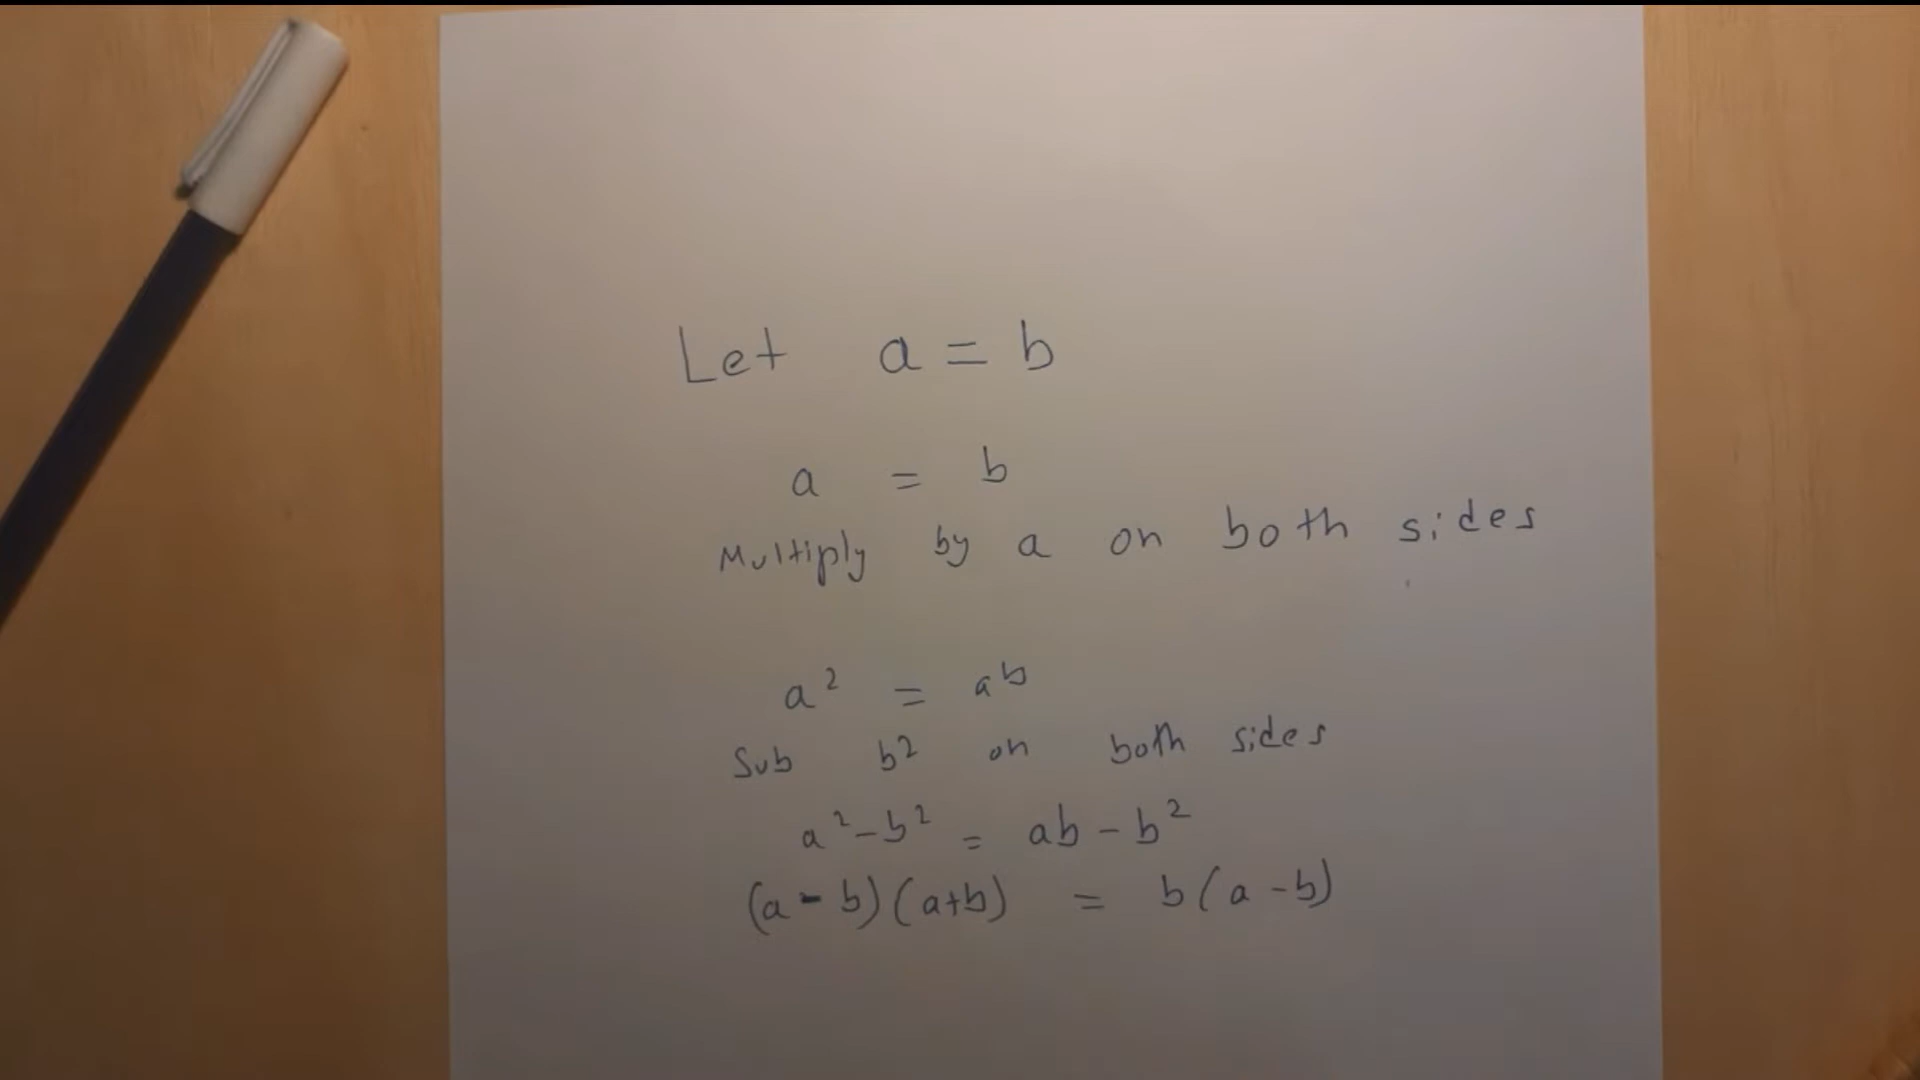 Let a = b
a = b
Multiply by a on both sides
a² = ab
Sub b² on both sides
a² - b² = ab - b²
(a - b)(a+b) = b(a - b)